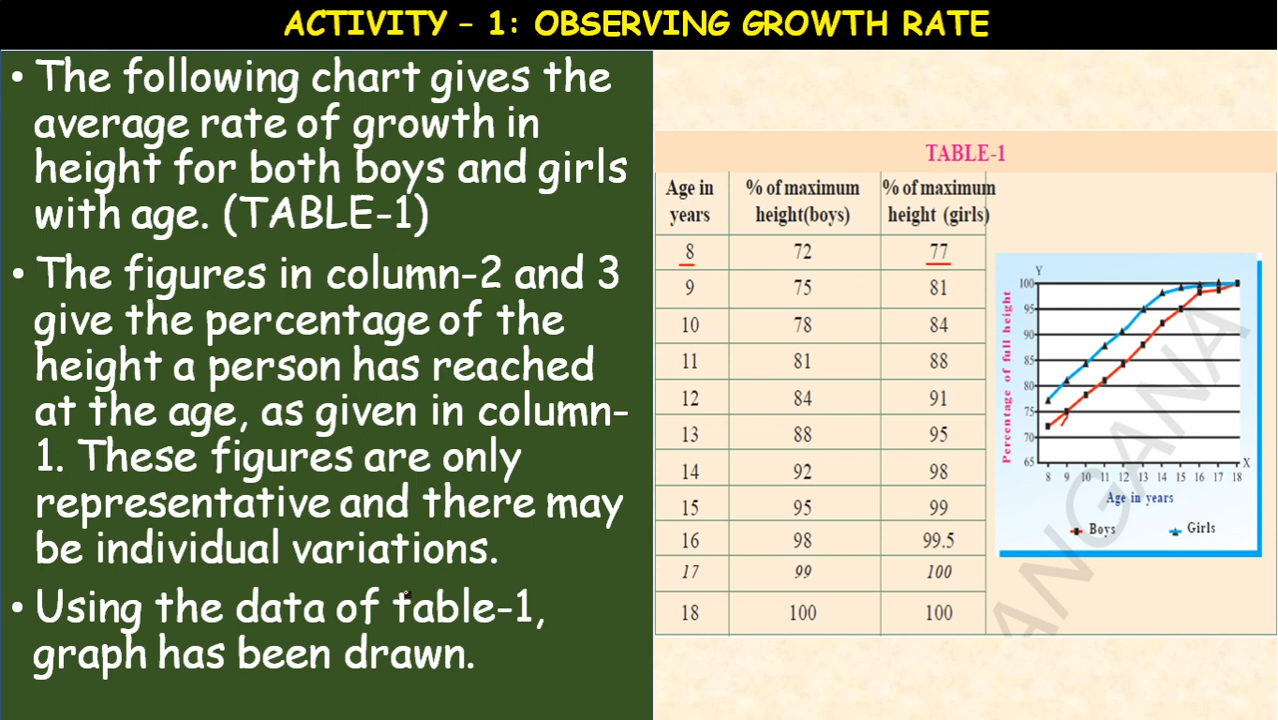 ACTIVITY – 1: OBSERVING GROWTH RATE
• The following chart gives the
average rate of growth in
height for both boys and girls
with age. (TABLE-1)
• The figures in column-2 and 3
give the percentage of the
height a person has reached
at the age, as given in column-
1. These figures are only
representative and there may
be individual variations.
• Using the data of table-1,
graph has been drawn.
TABLE-1
Age in years % of maximum height(boys) % of maximum height (girls)
8 72 77
9 75 81
10 78 84
11 81 88
12 84 91
13 88 95
14 92 98
15 95 99
16 98 99.5
17 99 100
18 100 100
Y
Percentage of full height
100
95
90
85
80
75
70
65
X
8 9 10 11 12 13 14 15 16 17 18
Age in years
Boys Girls
ANGANA